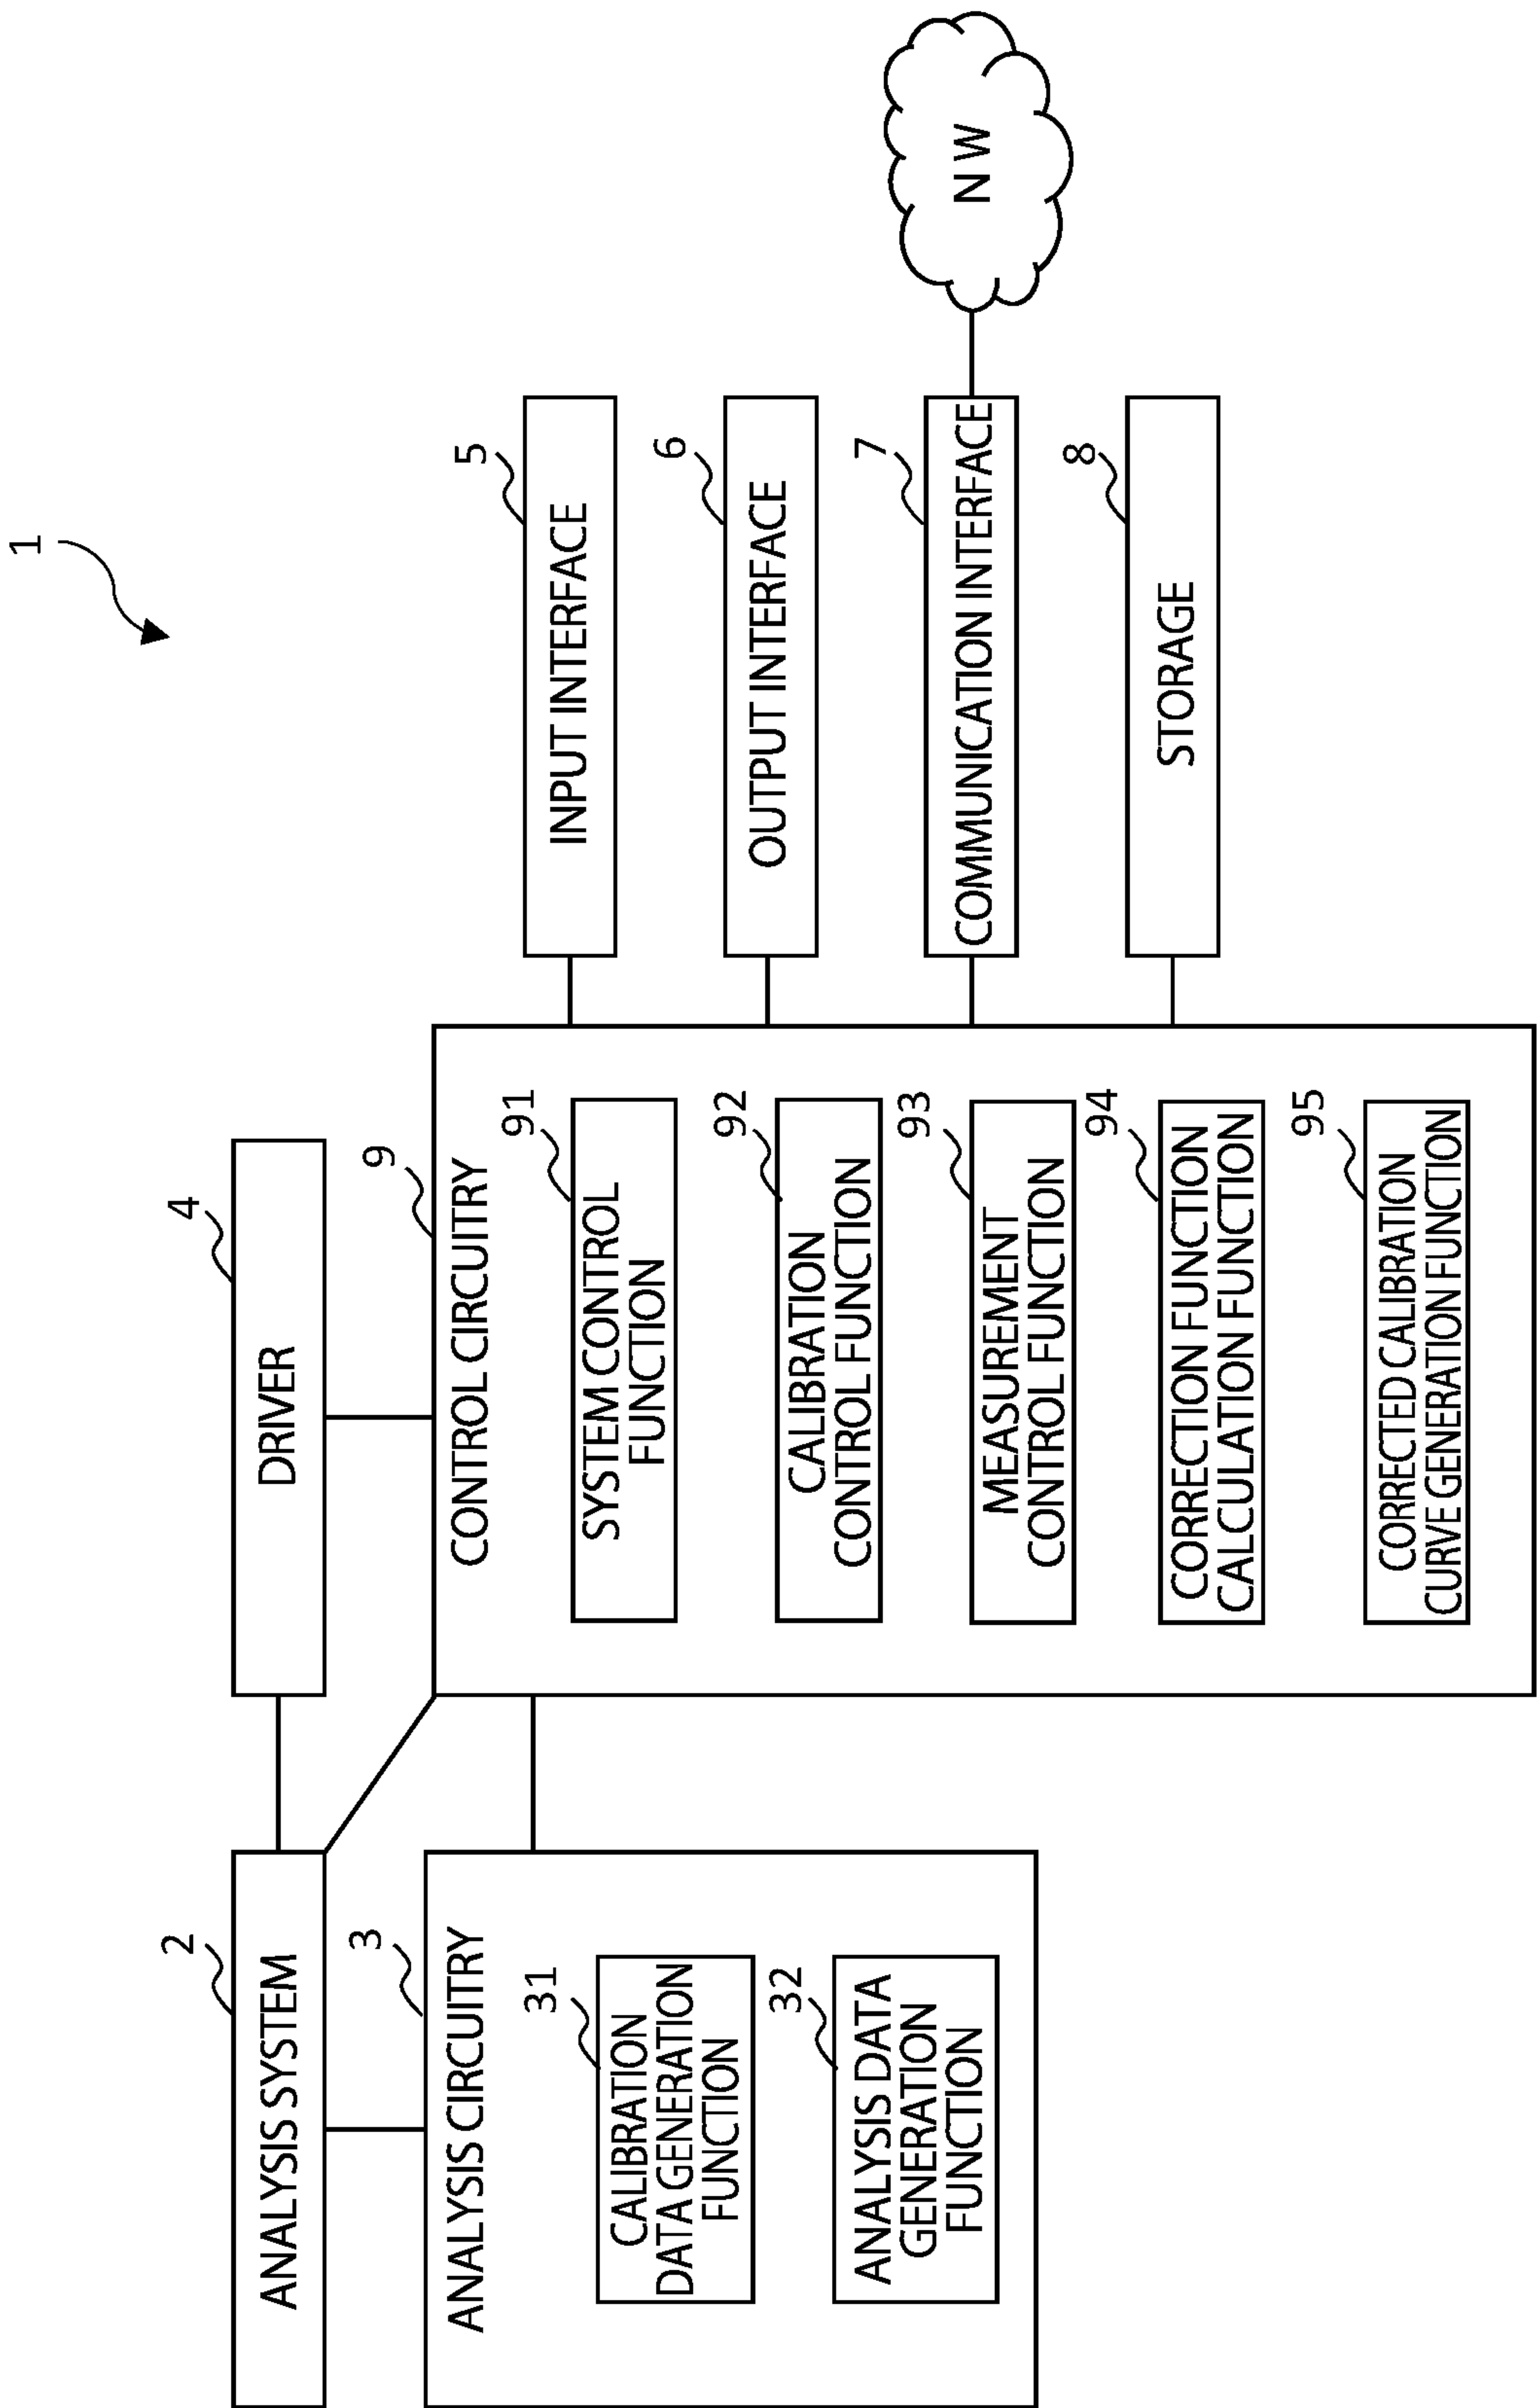 1
2
ANALYSIS SYSTEM
4
DRIVER
3
ANALYSIS CIRCUITRY
31
CALIBRATION
DATA GENERATION
FUNCTION
32
ANALYSIS DATA
GENERATION
FUNCTION
9
CONTROL CIRCUITRY
91
SYSTEM CONTROL
FUNCTION
92
CALIBRATION
CONTROL FUNCTION
93
MEASUREMENT
CONTROL FUNCTION
94
CORRECTION FUNCTION
CALCULATION FUNCTION
95
CORRECTED CALIBRATION
CURVE GENERATION FUNCTION
5
INPUT INTERFACE
6
OUTPUT INTERFACE
7
COMMUNICATION INTERFACE
8
STORAGE
NW